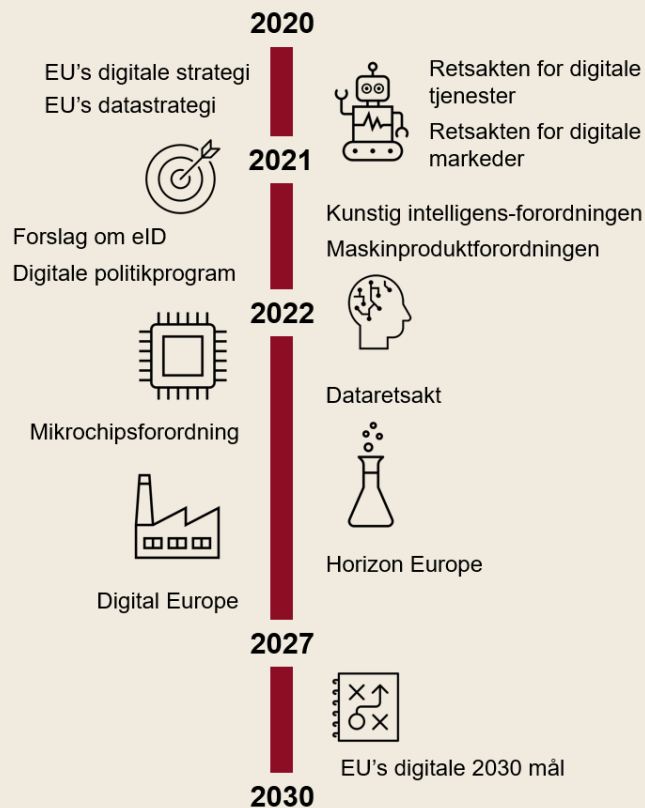 2020
EU's digitale strategi
EU's datastrategi
Retsakten for digitale
tjenester
Retsakten for digitale
markeder
2021
Forslag om eID
Digitale politikprogram
Kunstig intelligens-forordningen
Maskinproduktforordningen
2022
Mikrochipsforordning
Dataretsakt
Digital Europe
Horizon Europe
2027
EU's digitale 2030 mål
2030